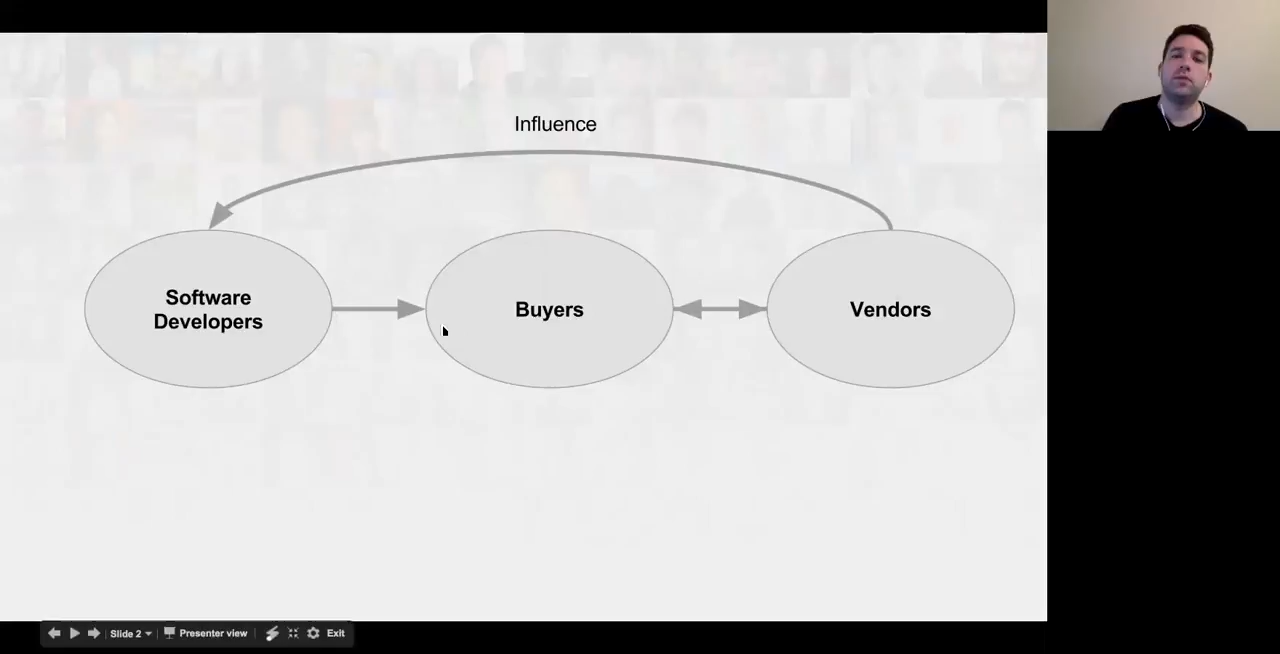 Influence
Software
Developers
Buyers
Vendors
Slide 2
Presenter view
Exit